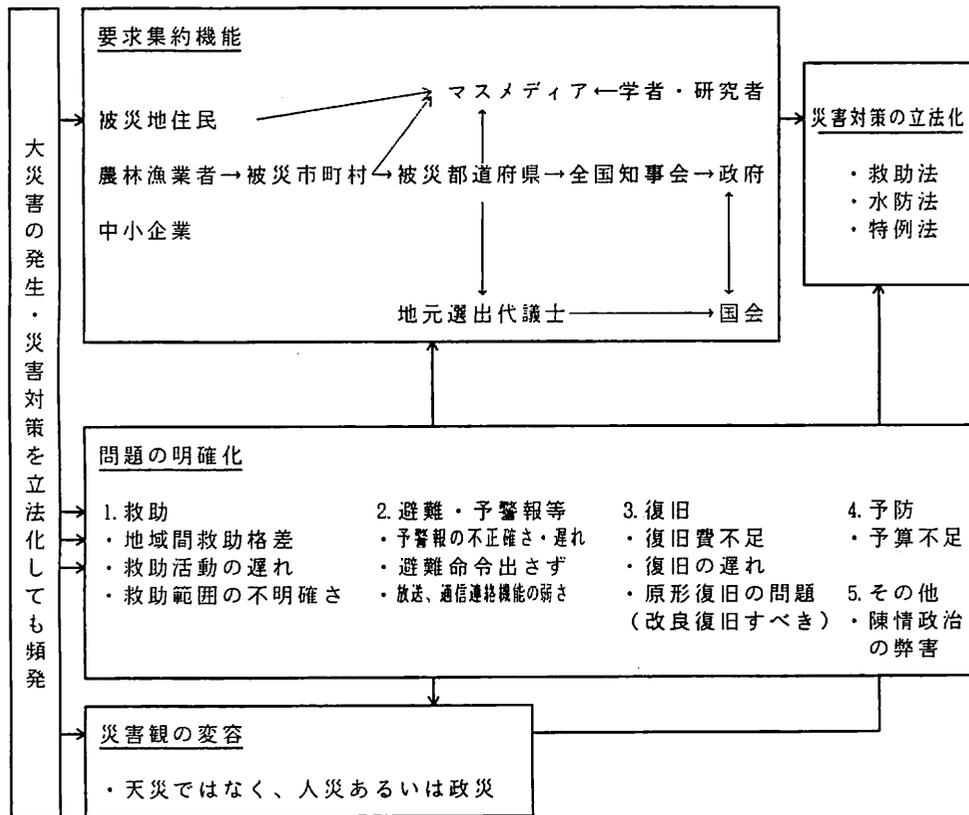 大災害の発生・災害対策を立法化しても頻発
要求集約機能
マスメディア←学者・研究者
被災地住民
農林漁業者→被災市町村→被災都道府県→全国知事会→政府
中小企業
地元選出代議士→国会
災害対策の立法化
・救助法
・水防法
・特例法
問題の明確化
1.救助
・地域間救助格差
・救助活動の遅れ
・救助範囲の不明確さ
2.避難・予警報等
・予警報の不正確さ・遅れ
・避難命令出さず
・放送、通信連絡機能の弱さ
3.復旧
・復旧費不足
・復旧の遅れ
・原形復旧の問題
(改良復旧すべき)
4.予防
・予算不足
5.その他
・陳情政治
の弊害
災害観の変容
・天災ではなく、人災あるいは政災